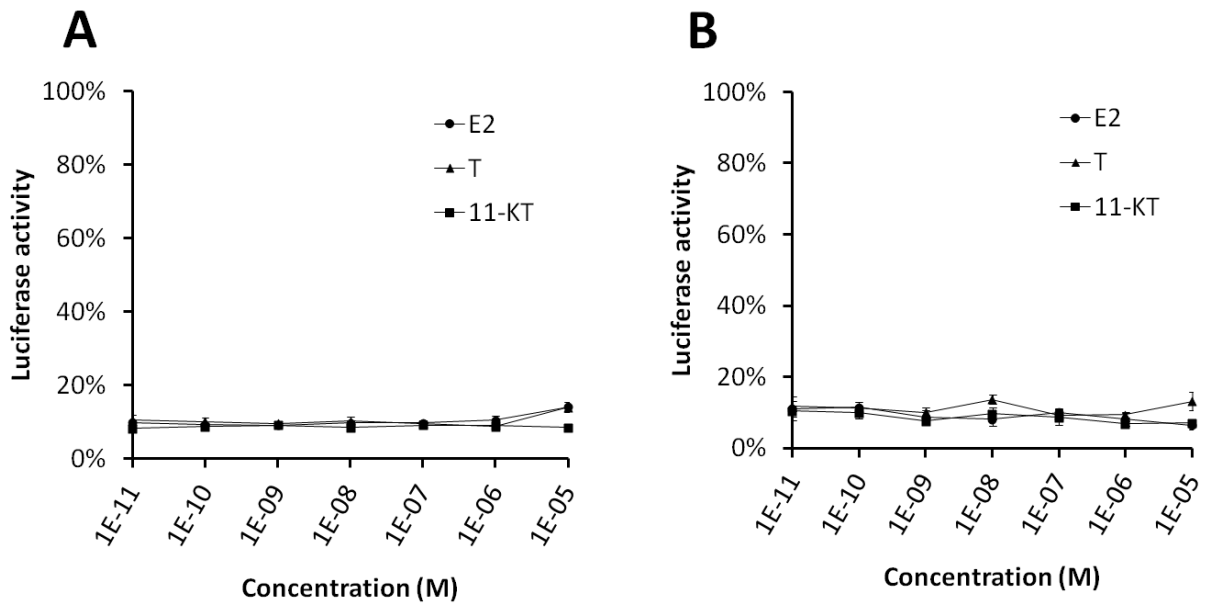 A
Luciferase activity
100%
80%
60%
40%
20%
0%
E2
T
11-KT
1E-11
1E-10
1E-09
1E-08
1E-07
1E-06
1E-05
Concentration (M)
B
Luciferase activity
100%
80%
60%
40%
20%
0%
E2
T
11-KT
1E-11
1E-10
1E-09
1E-08
1E-07
1E-06
1E-05
Concentration (M)